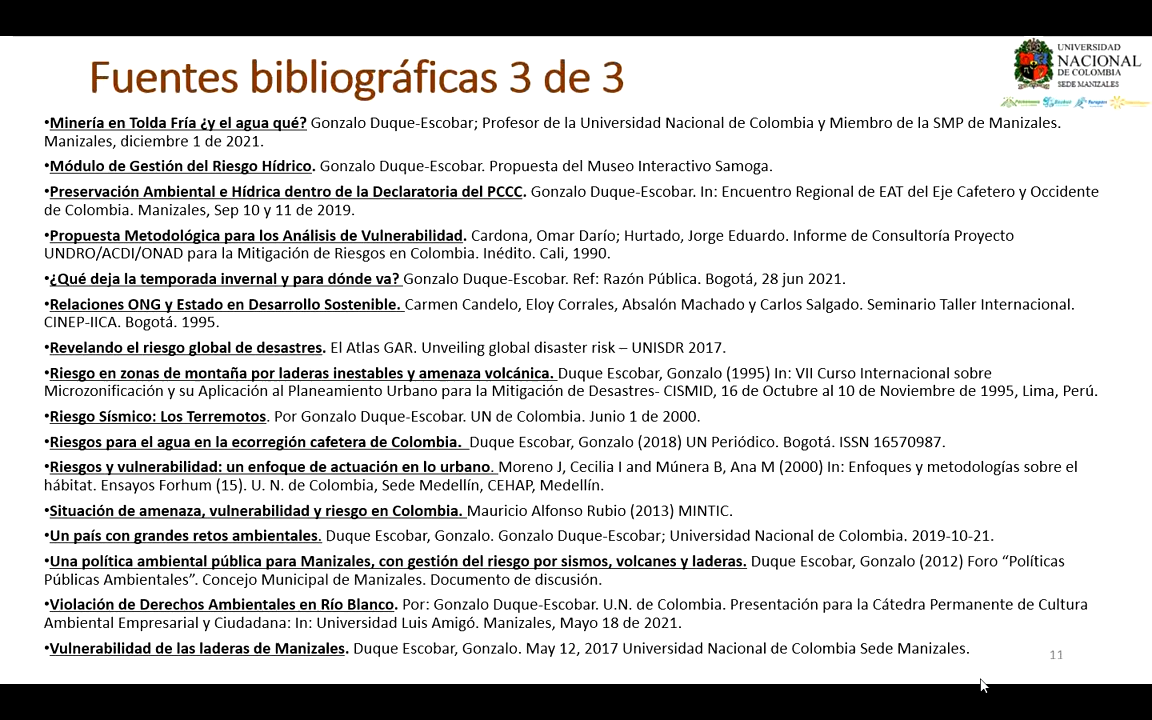 Fuentes bibliográficas 3 de 3
UNIVERSIDAD
NACIONAL
DE COLOMBIA
SEDE MANIZALES
•Minería en Tolda Fría ¿y el agua qué? Gonzalo Duque-Escobar; Profesor de la Universidad Nacional de Colombia y Miembro de la SMP de Manizales.
Manizales, diciembre 1 de 2021.
•Módulo de Gestión del Riesgo Hídrico. Gonzalo Duque-Escobar. Propuesta del Museo Interactivo Samoga.
•Preservación Ambiental e Hídrica dentro de la Declaratoria del PCCC. Gonzalo Duque-Escobar. In: Encuentro Regional de EAT del Eje Cafetero y Occidente
de Colombia. Manizales, Sep 10 y 11 de 2019.
•Propuesta Metodológica para los Análisis de Vulnerabilidad. Cardona, Omar Darío; Hurtado, Jorge Eduardo. Informe de Consultoría Proyecto
UNDRO/ACDI/ONAD para la Mitigación de Riesgos en Colombia. Inédito. Cali, 1990.
•¿Qué deja la temporada invernal y para dónde va? Gonzalo Duque-Escobar. Ref: Razón Pública. Bogotá, 28 jun 2021.
•Relaciones ONG y Estado en Desarrollo Sostenible. Carmen Candelo, Eloy Corrales, Absalón Machado y Carlos Salgado. Seminario Taller Internacional.
CINEP-IICA. Bogotá. 1995.
•Revelando el riesgo global de desastres. El Atlas GAR. Unveiling global disaster risk – UNISDR 2017.
•Riesgo en zonas de montaña por laderas inestables y amenaza volcánica. Duque Escobar, Gonzalo (1995) In: VII Curso Internacional sobre
Microzonificación y su Aplicación al Planeamiento Urbano para la Mitigación de Desastres- CISMID, 16 de Octubre al 10 de Noviembre de 1995, Lima, Perú.
•Riesgo Sísmico: Los Terremotos. Por Gonzalo Duque-Escobar. UN de Colombia. Junio 1 de 2000.
•Riesgos para el agua en la ecorregión cafetera de Colombia. Duque Escobar, Gonzalo (2018) UN Periódico. Bogotá. ISSN 16570987.
•Riesgos y vulnerabilidad: un enfoque de actuación en lo urbano. Moreno J, Cecilia I and Múnera B, Ana M (2000) In: Enfoques y metodologías sobre el
hábitat. Ensayos Forhum (15). U. N. de Colombia, Sede Medellín, CEHAP, Medellín.
•Situación de amenaza, vulnerabilidad y riesgo en Colombia. Mauricio Alfonso Rubio (2013) MINTIC.
•Un país con grandes retos ambientales. Duque Escobar, Gonzalo. Gonzalo Duque-Escobar; Universidad Nacional de Colombia. 2019-10-21.
•Una política ambiental pública para Manizales, con gestión del riesgo por sismos, volcanes y laderas. Duque Escobar, Gonzalo (2012) Foro “Políticas
Públicas Ambientales”. Concejo Municipal de Manizales. Documento de discusión.
•Violación de Derechos Ambientales en Río Blanco. Por: Gonzalo Duque-Escobar. U.N. de Colombia. Presentación para la Cátedra Permanente de Cultura
Ambiental Empresarial y Ciudadana: In: Universidad Luis Amigó. Manizales, Mayo 18 de 2021.
•Vulnerabilidad de las laderas de Manizales. Duque Escobar, Gonzalo. May 12, 2017 Universidad Nacional de Colombia Sede Manizales.
11